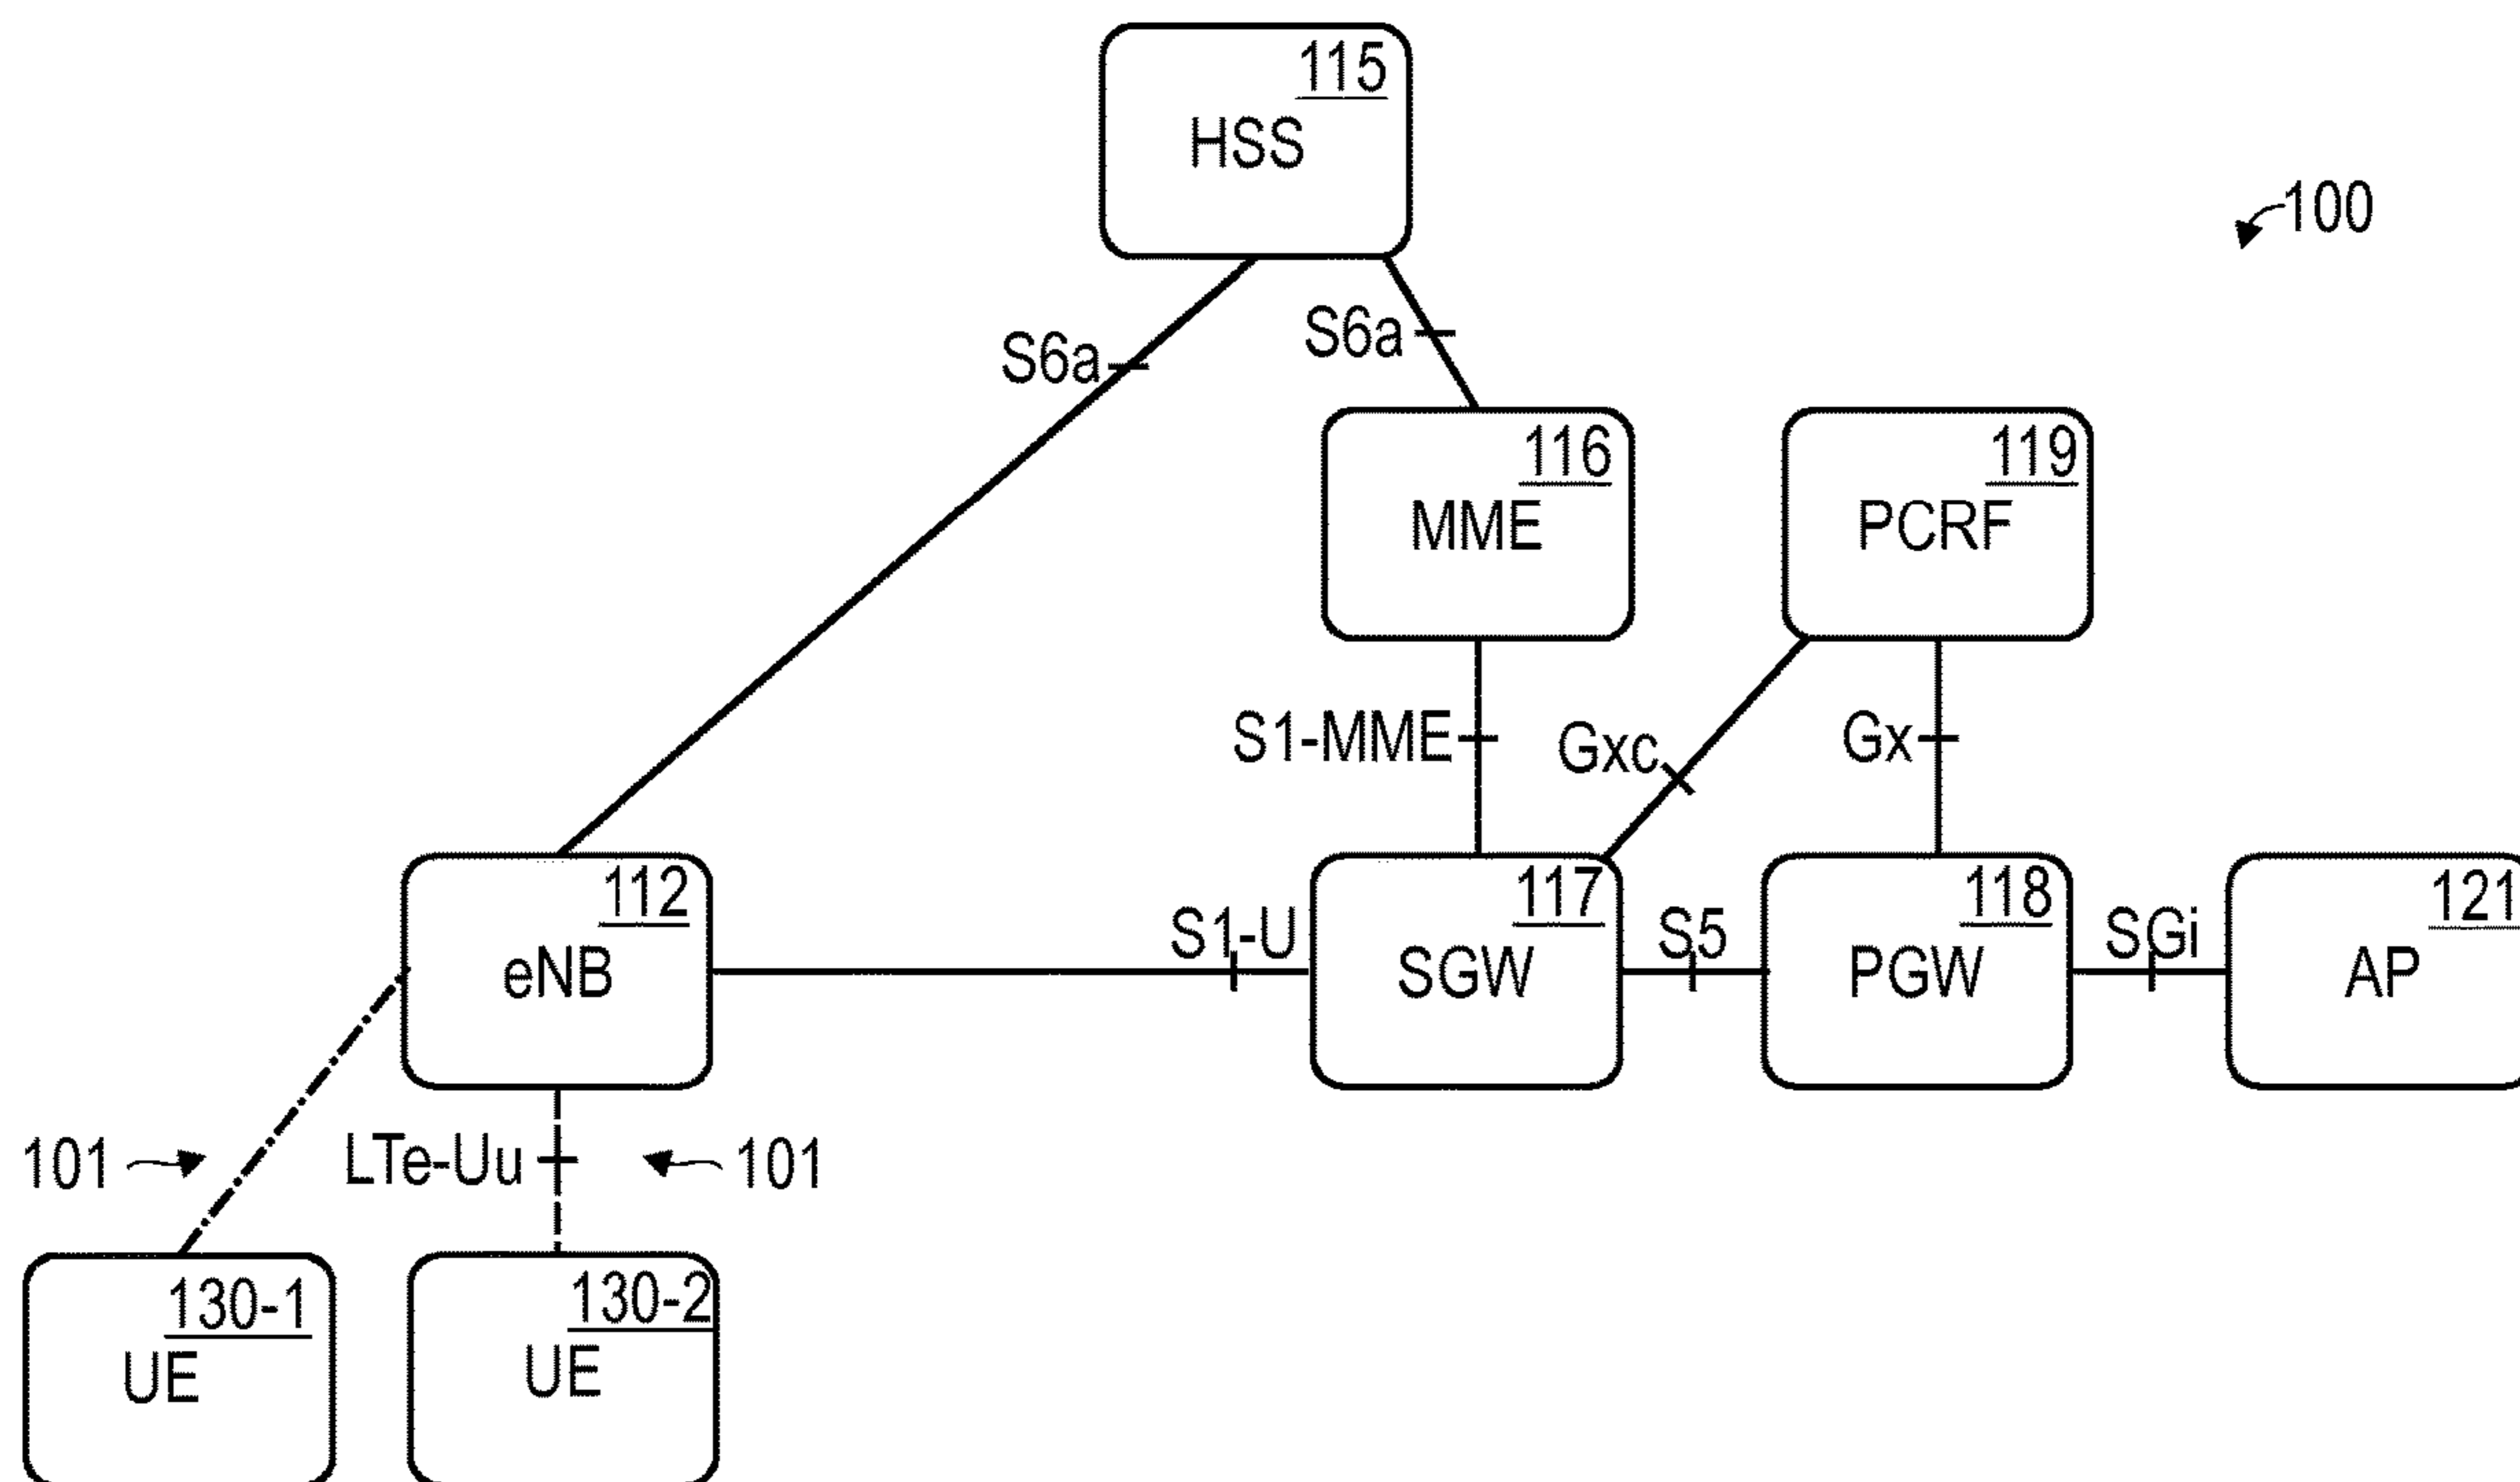 115
HSS
100
S6a
S6a
116
MME
119
PCRF
S1-MME
Gxc
Gx
112
eNB
S1-U
117
SGW
S5
118
PGW
SGi
121
AP
101
LTe-Uu
101
130-1
UE
130-2
UE